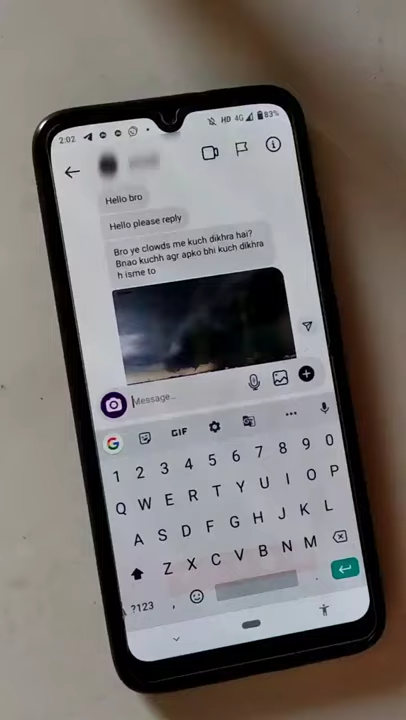 2:02 HD 4G 83%
Hello bro
Hello please reply
Bro ye clowds me kuch dikhra hai?
Bnao kuchh agr apko bhi kuch dikhra
h isme to
Message...
GIF
1 2 3 4 5 6 7 8 9 0
Q W E R T Y U I O P
A S D F G H J K L
Z X C V B N M
?123 , .